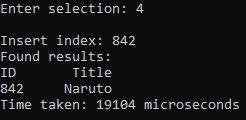 Enter selection: 4
Insert index: 842
Found results:
ID Title
842 Naruto
Time taken: 19104 microseconds